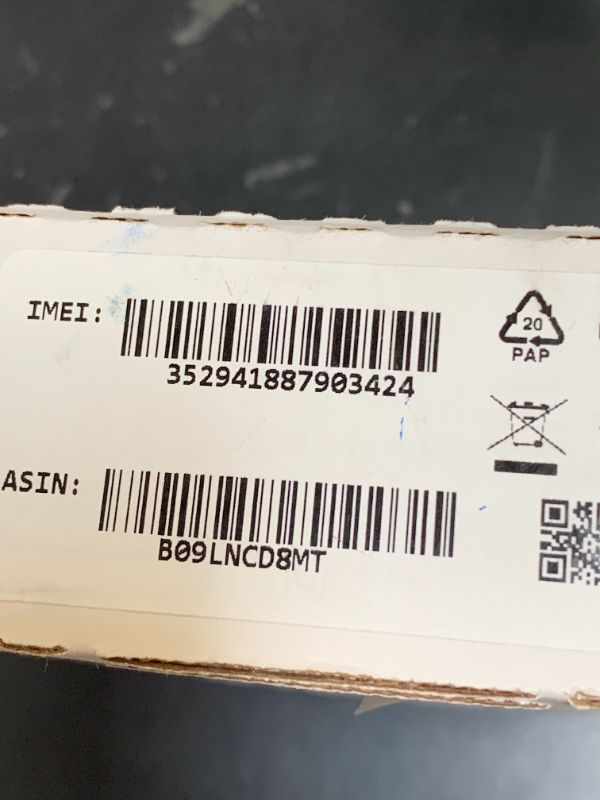 IMEI:
352941887903424
20
PAP
ASIN:
B09LNCD8MT